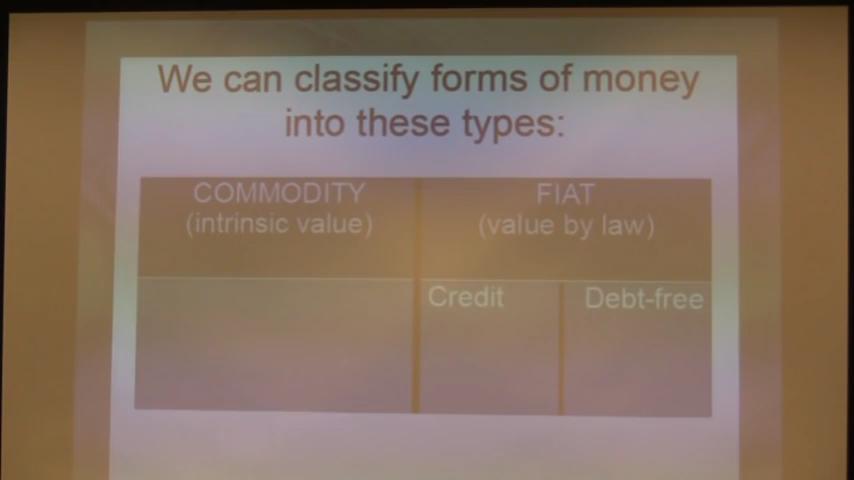 We can classify forms of money
into these types:
COMMODITY
(intrinsic value)
FIAT
(value by law)
Credit
Debt-free